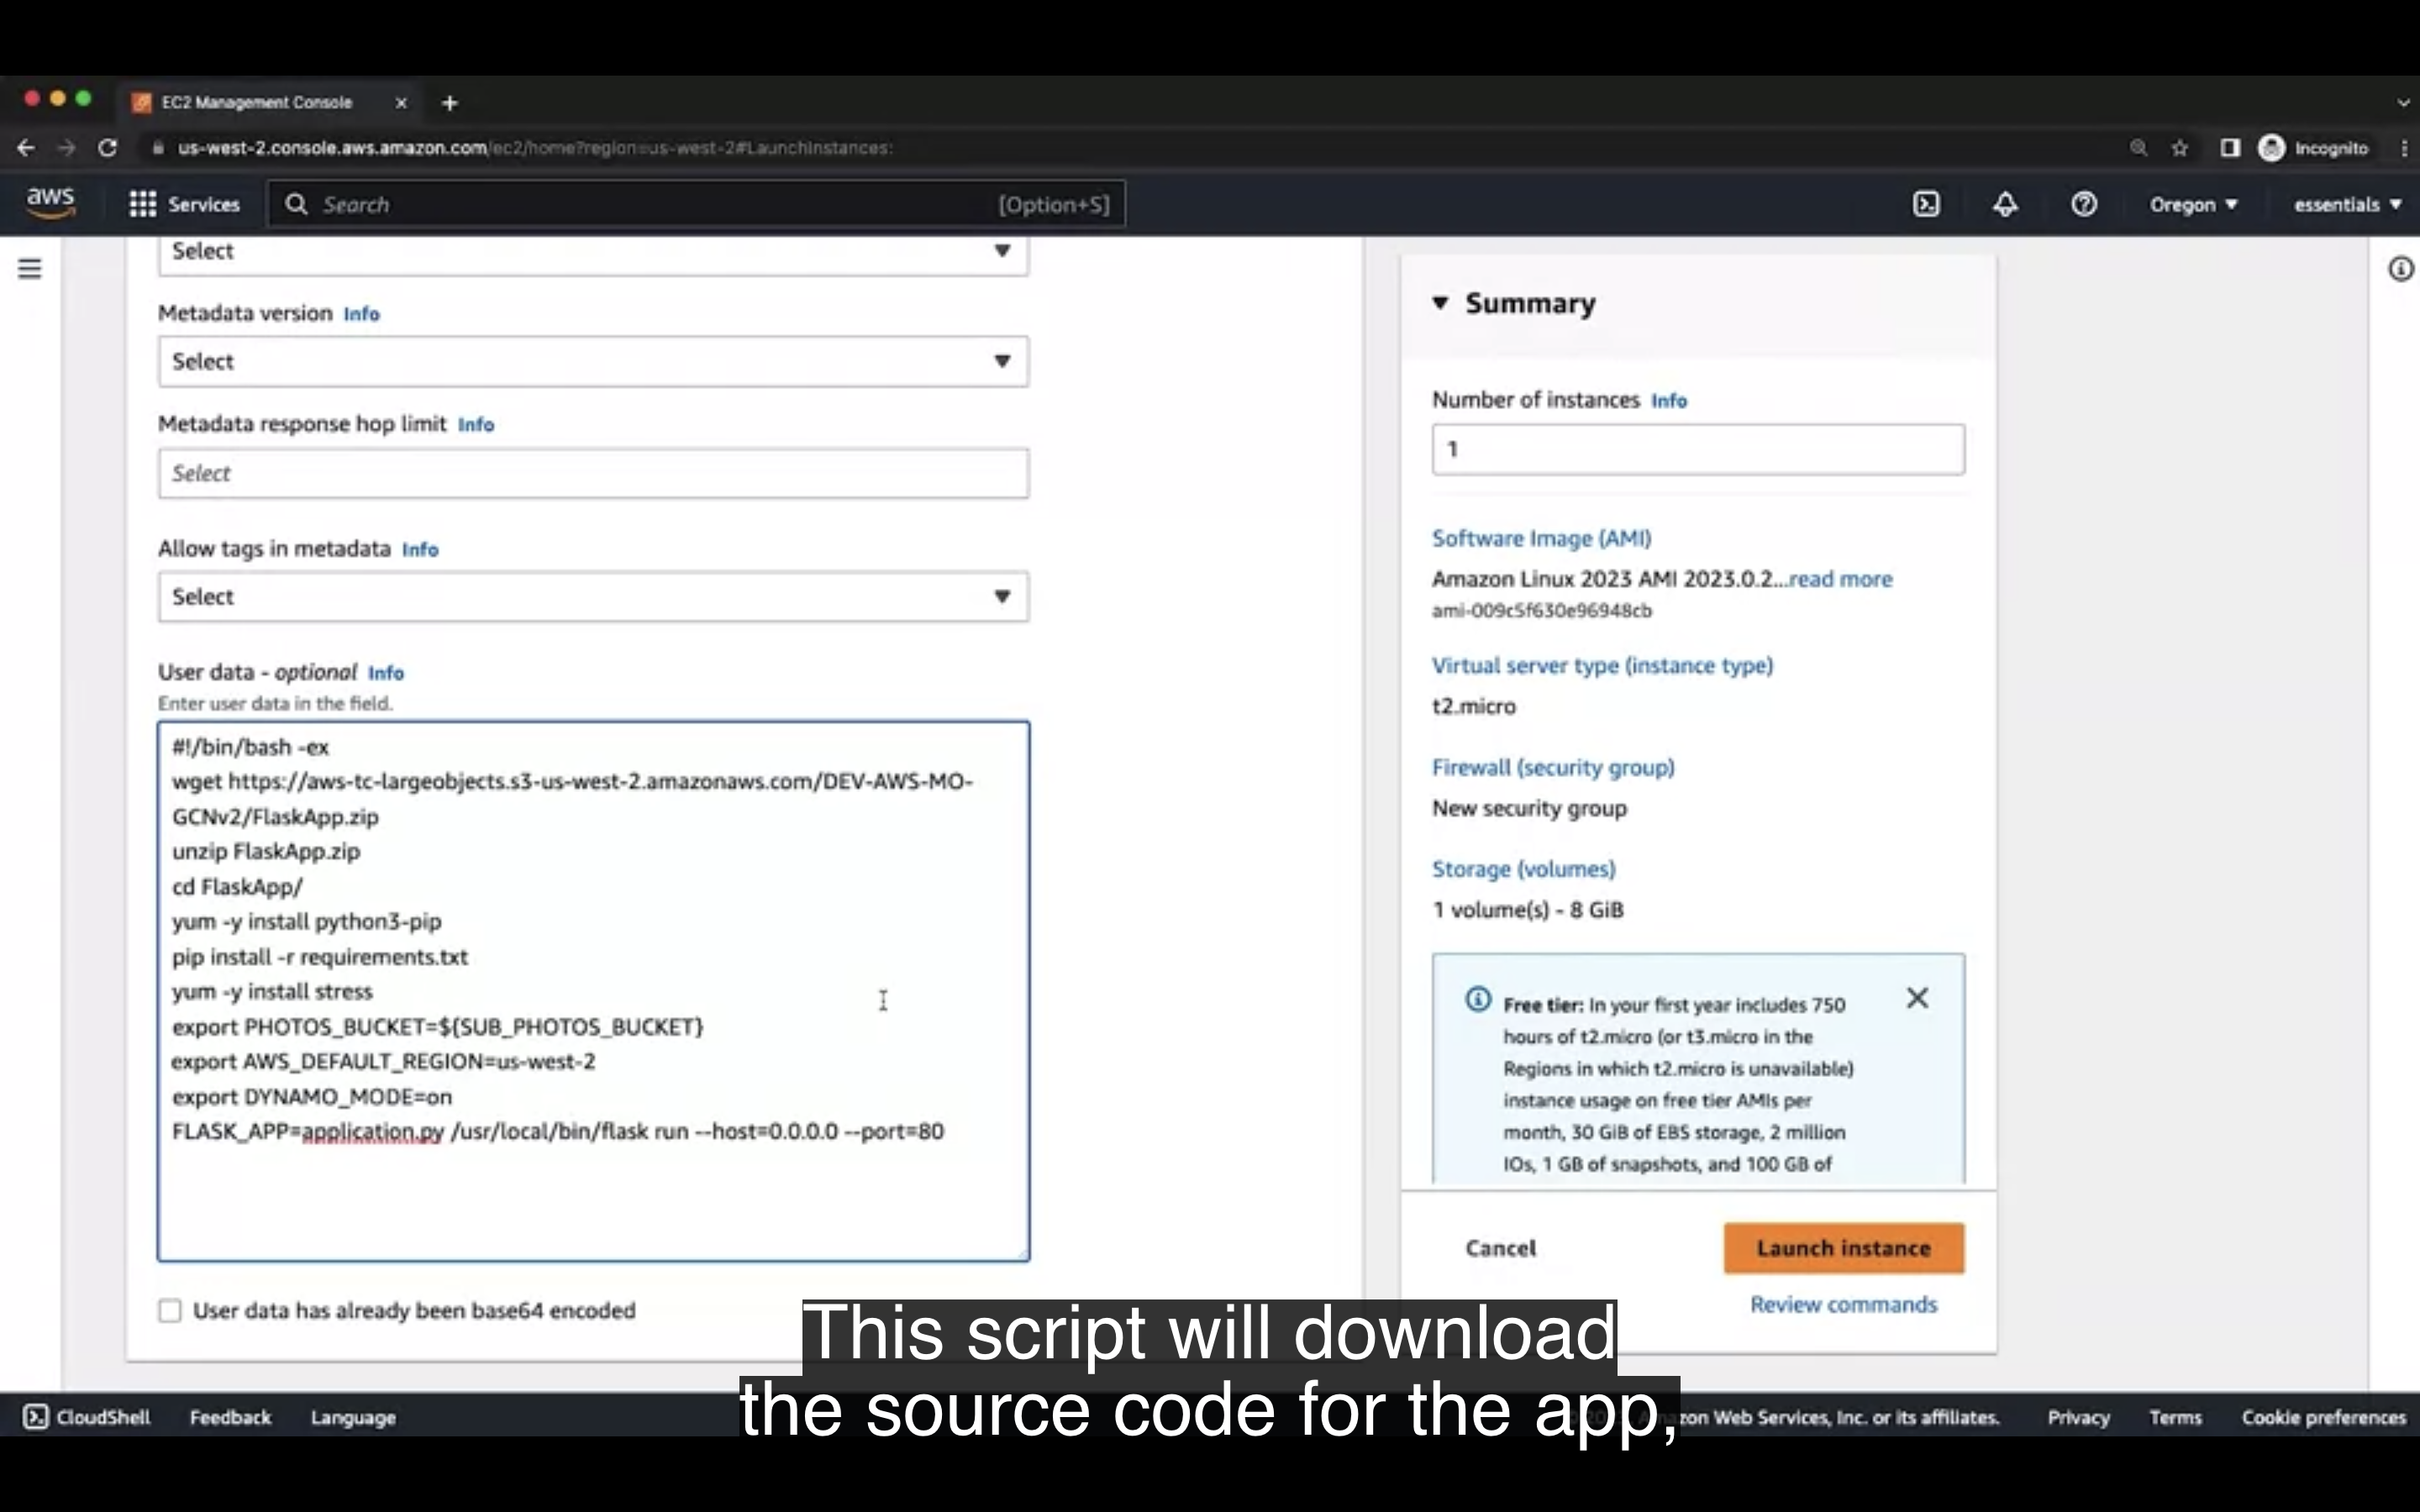 EC2 Management Console
us-west-2.console.aws.amazon.com/ec2/home?region=us-west-2#LaunchInstances:
Incognito
aws
Services
Search
[Option+S]
Oregon
essentials
Select
Metadata version Info
Select
Metadata response hop limit Info
Select
Allow tags in metadata Info
Select
User data - optional Info
Enter user data in the field.
#!/bin/bash -ex
wget https://aws-tc-largeobjects.s3-us-west-2.amazonaws.com/DEV-AWS-MO-
GCNv2/FlaskApp.zip
unzip FlaskApp.zip
cd FlaskApp/
yum -y install python3-pip
pip install -r requirements.txt
yum -y install stress
export PHOTOS_BUCKET=${SUB_PHOTOS_BUCKET}
export AWS_DEFAULT_REGION=us-west-2
export DYNAMO_MODE=on
FLASK_APP=application.py /usr/local/bin/flask run --host=0.0.0.0 --port=80
User data has already been base64 encoded
Summary
Number of instances Info
1
Software Image (AMI)
Amazon Linux 2023 AMI 2023.0.2...read more
ami-009c5f630e96948cb
Virtual server type (instance type)
t2.micro
Firewall (security group)
New security group
Storage (volumes)
1 volume(s) - 8 GiB
Free tier: In your first year includes 750
hours of t2.micro (or t3.micro in the
Regions in which t2.micro is unavailable)
instance usage on free tier AMIs per
month, 30 GiB of EBS storage, 2 million
IOs, 1 GB of snapshots, and 100 GB of
Cancel
Launch instance
Review commands
This script will download
the source code for the app,
CloudShell
Feedback
Language
Web Services, Inc. or its affiliates.
Privacy
Terms
Cookie preferences